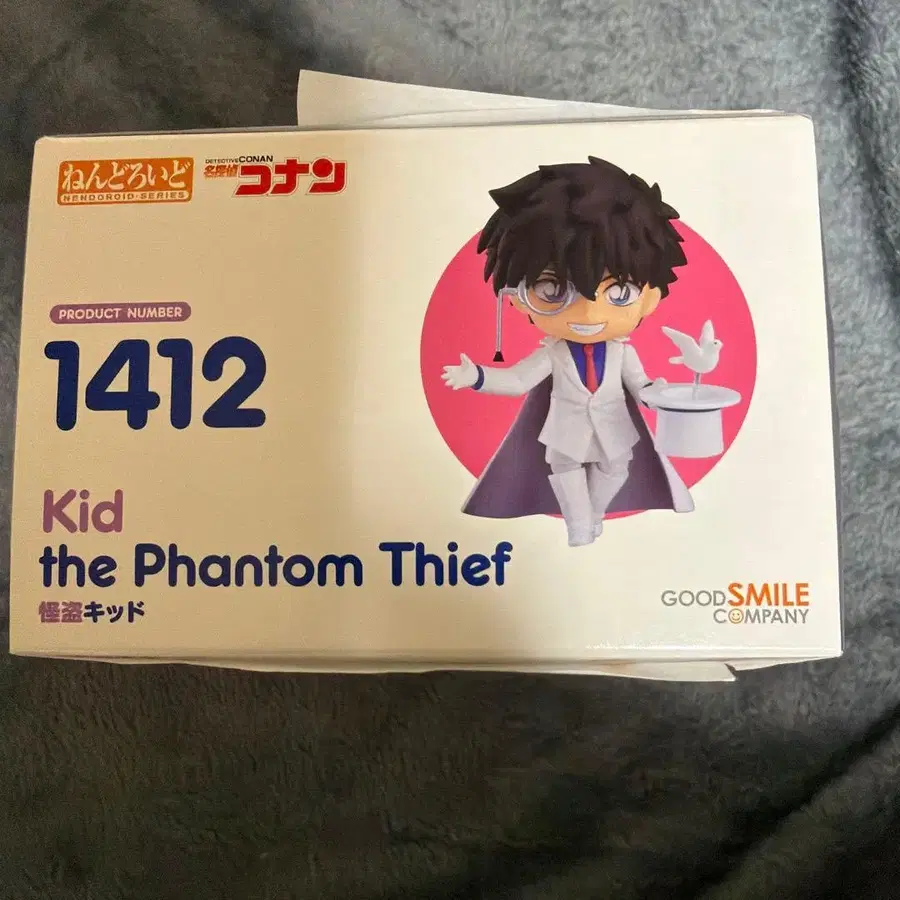 ねんどろいど
NENDOROID・SERIES
DETECTIVE CONAN
名探偵
コナン
PRODUCT NUMBER
1412
Kid
the Phantom Thief
怪盗キッド
GOOD SMILE
COMPANY